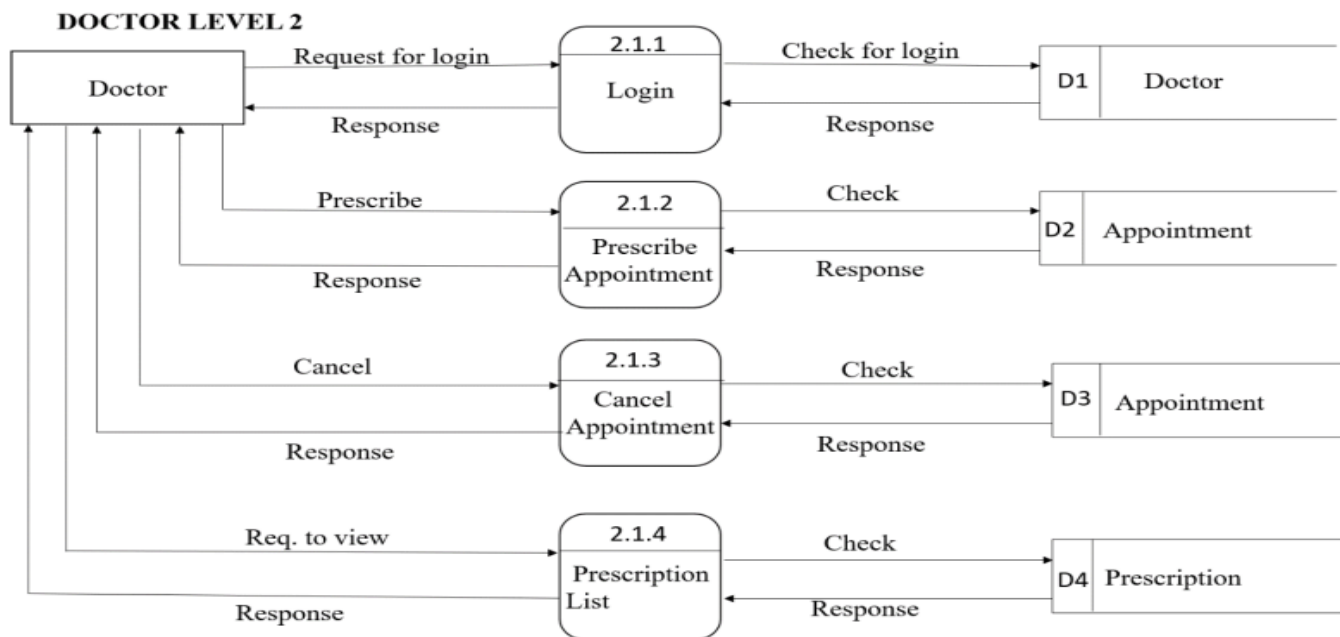 DOCTOR LEVEL 2
Doctor
Request for login
Response
2.1.1
Login
Check for login
Response
D1
Doctor
Prescribe
Response
2.1.2
Prescribe
Appointment
Check
Response
D2
Appointment
Cancel
Response
2.1.3
Cancel
Appointment
Check
Response
D3
Appointment
Req. to view
Response
2.1.4
Prescription
List
Check
Response
D4
Prescription